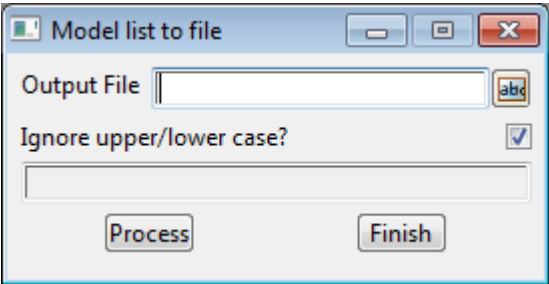 Model list to file
Output File abc
Ignore upper/lower case?
Process Finish